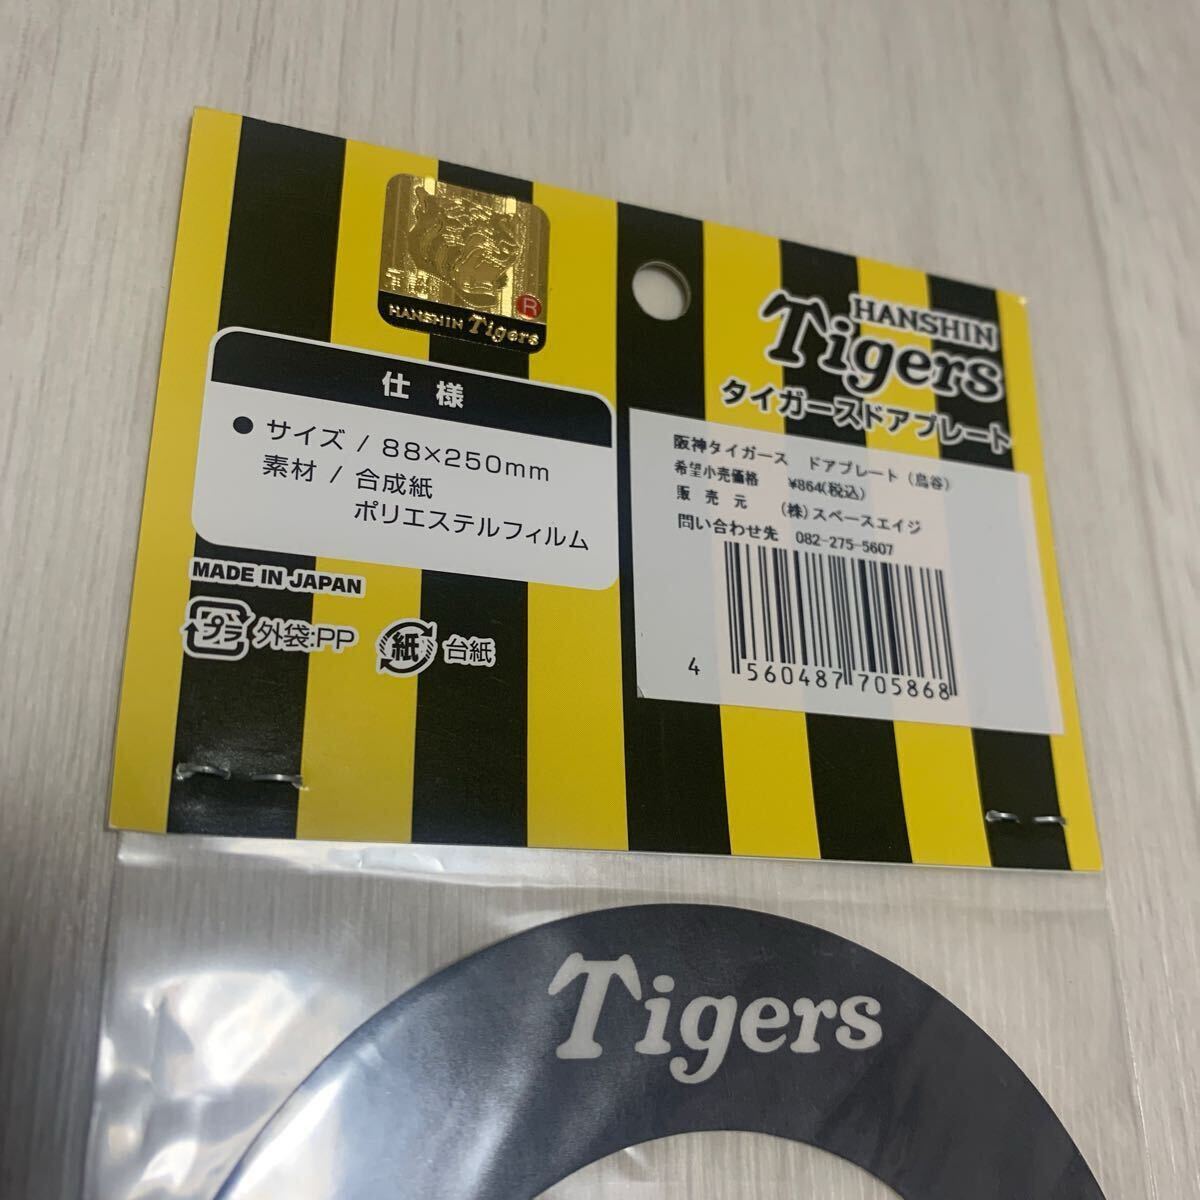 HANSHIN Tigers
R
仕様
● サイズ / 88×250mm
素材 / 合成紙
ポリエステルフィルム
MADE IN JAPAN
プラ 外袋:PP
紙 台紙
HANSHIN
Tigers
タイガースドアプレート
阪神タイガース ドアプレート（鳥谷）
希望小売価格 ¥864(税込)
販売元 (株)スペースエイジ
問い合わせ先 082-275-5607
4 560487 705868
Tigers